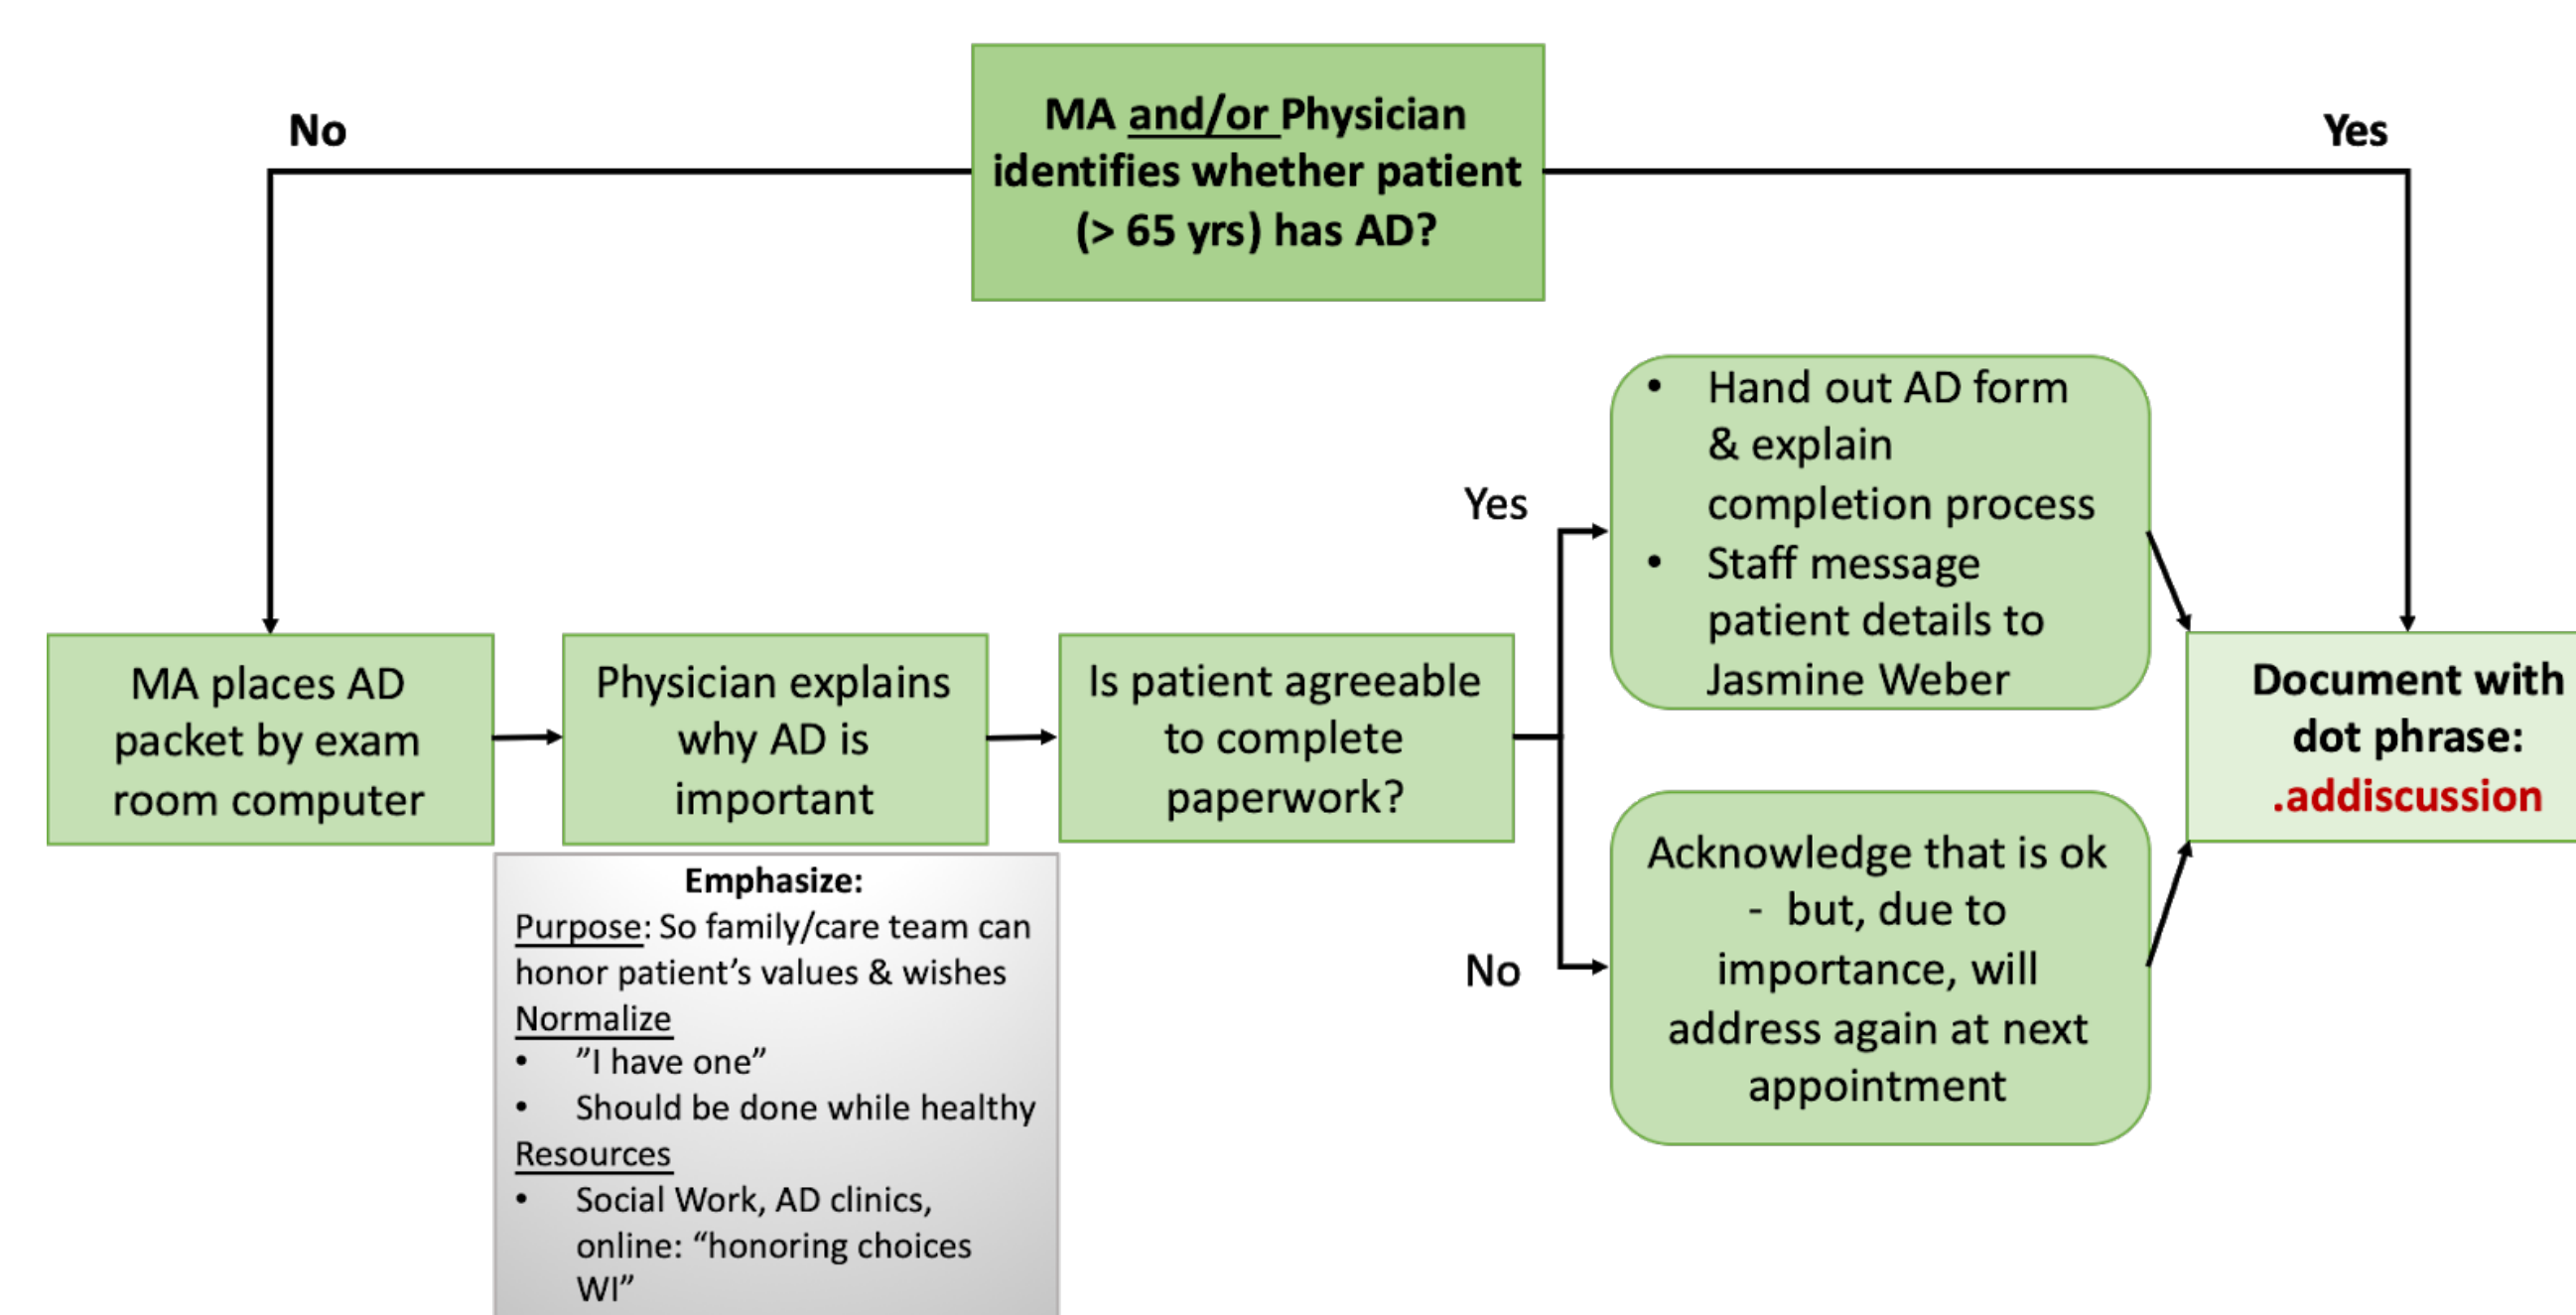 MA and/or Physician
identifies whether patient
(> 65 yrs) has AD?
No
Yes
MA places AD
packet by exam
room computer
Physician explains
why AD is
important
Emphasize:
Purpose: So family/care team can
honor patient’s values & wishes
Normalize
• ”I have one”
• Should be done while healthy
Resources
• Social Work, AD clinics,
online: “honoring choices
WI”
Is patient agreeable
to complete
paperwork?
Yes
• Hand out AD form
& explain
completion process
• Staff message
patient details to
Jasmine Weber
No
Acknowledge that is ok
- but, due to
importance, will
address again at next
appointment
Document with
dot phrase:
.addiscussion